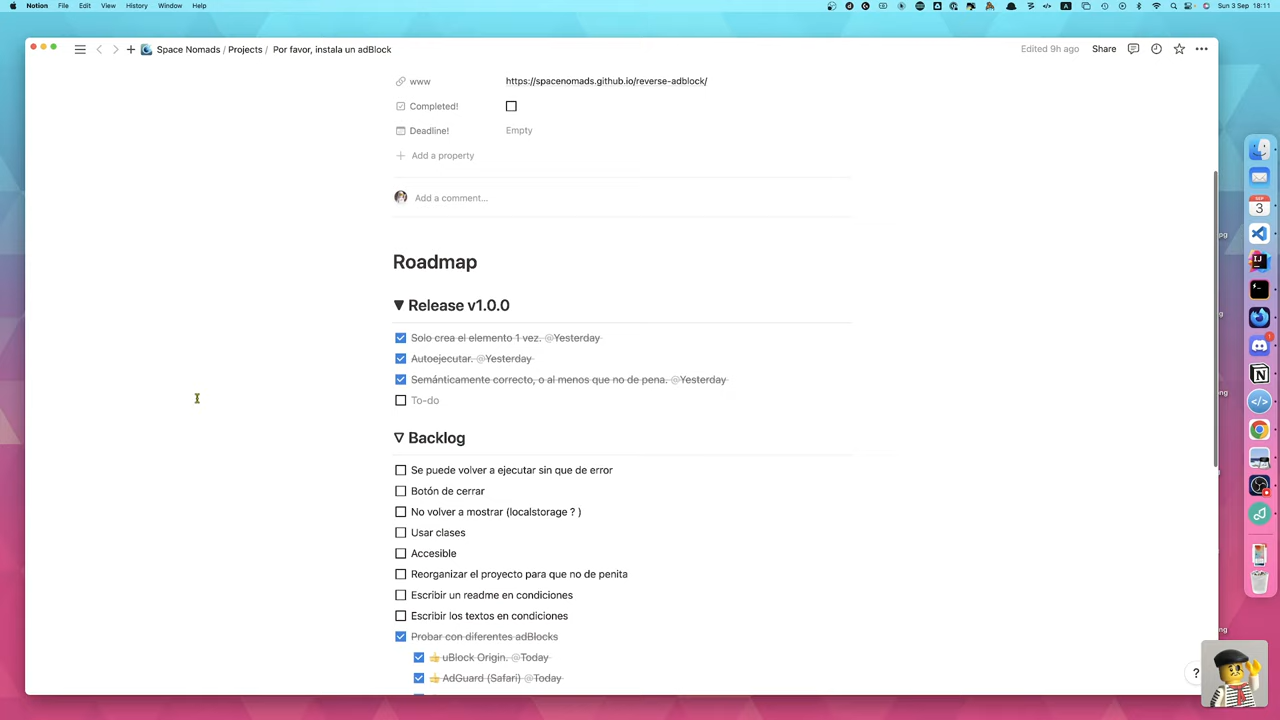 Notion File Edit View History Window Help
Sun 3 Sep 18:11
Space Nomads / Projects / Por favor, instala un adBlock
Edited 9h ago Share
www https://spacenomads.github.io/reverse-adblock/
Completed!
Deadline! Empty
Add a property
Add a comment...
Roadmap
Release v1.0.0
Solo crea el elemento 1 vez. @Yesterday
Autoejecutar. @Yesterday
Semánticamente correcto, o al menos que no de pena. @Yesterday
To-do
Backlog
Se puede volver a ejecutar sin que de error
Botón de cerrar
No volver a mostrar (localstorage ? )
Usar clases
Accesible
Reorganizar el proyecto para que no de penita
Escribir un readme en condiciones
Escribir los textos en condiciones
Probar con diferentes adBlocks
👍 uBlock Origin. @Today
👍 AdGuard (Safari) @Today